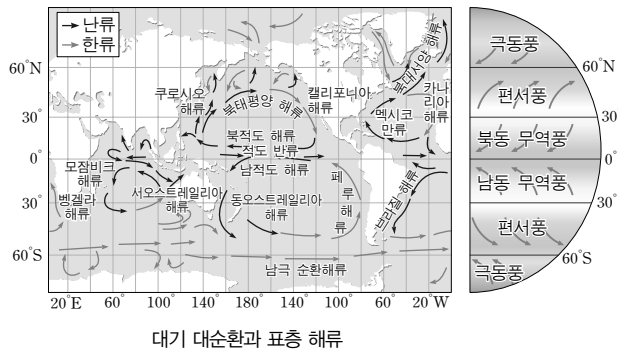 난류
한류
60°N
30°
0°
30°
60°S
20°E
60°
100°
140°
180°
140°
100°
60°
20°W
쿠로시오
해류
북태평양 해류
캘리포니아
해류
북대서양 해류
카나
리아
해류
멕시코
만류
북적도 해류
적도 반류
남적도 해류
모잠비크
해류
벵겔라
해류
서오스트레일리아
해류
동오스트레일리아
해류
페
루
해
류
브라질 해류
남극 순환해류
극동풍
60°N
편서풍
30°
북동 무역풍
0°
남동 무역풍
30°
편서풍
60°S
극동풍
대기 대순환과 표층 해류